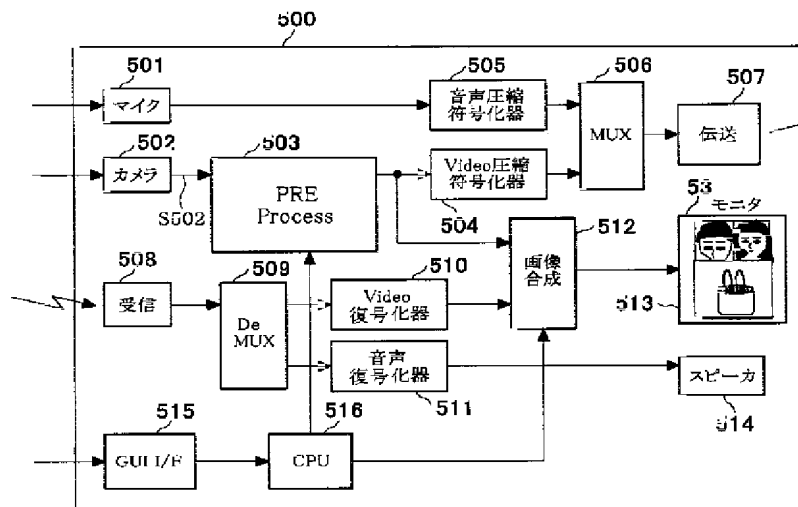 500
501
マイク
505
音声圧縮
符号化器
506
MUX
507
伝送
502
カメラ
S502
503
PRE
Process
Video圧縮
符号化器
504
512
画像
合成
53
モニタ
513
508
受信
509
De
MUX
510
Video
復号化器
音声
復号化器
511
スピーカ
514
515
GUI I/F
516
CPU